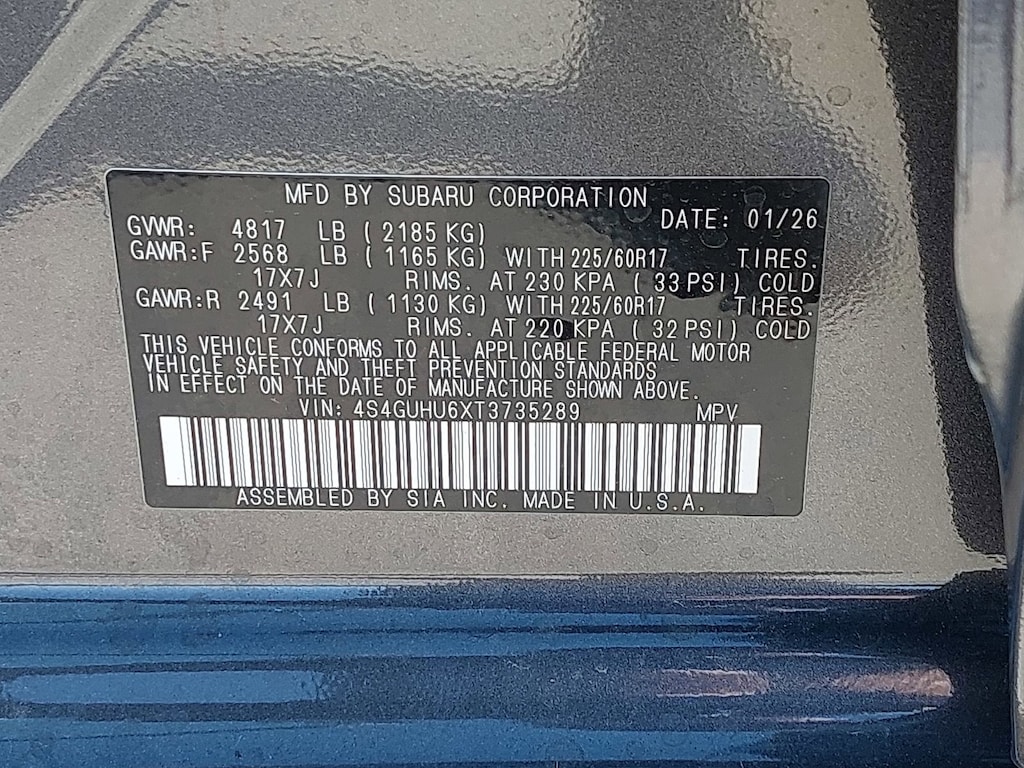 MFD BY SUBARU CORPORATION
DATE: 01/26
GVWR: 4817 LB ( 2185 KG)
GAWR:F 2568 LB ( 1165 KG) WITH 225/60R17 TIRES.
17X7J RIMS. AT 230 KPA ( 33 PSI) COLD
GAWR:R 2491 LB ( 1130 KG) WITH 225/60R17 TIRES.
17X7J RIMS. AT 220 KPA ( 32 PSI) COLD
THIS VEHICLE CONFORMS TO ALL APPLICABLE FEDERAL MOTOR
VEHICLE SAFETY AND THEFT PREVENTION STANDARDS
IN EFFECT ON THE DATE OF MANUFACTURE SHOWN ABOVE.
VIN: 4S4GUHU6XT3735289 MPV
ASSEMBLED BY SIA INC. MADE IN U.S.A.